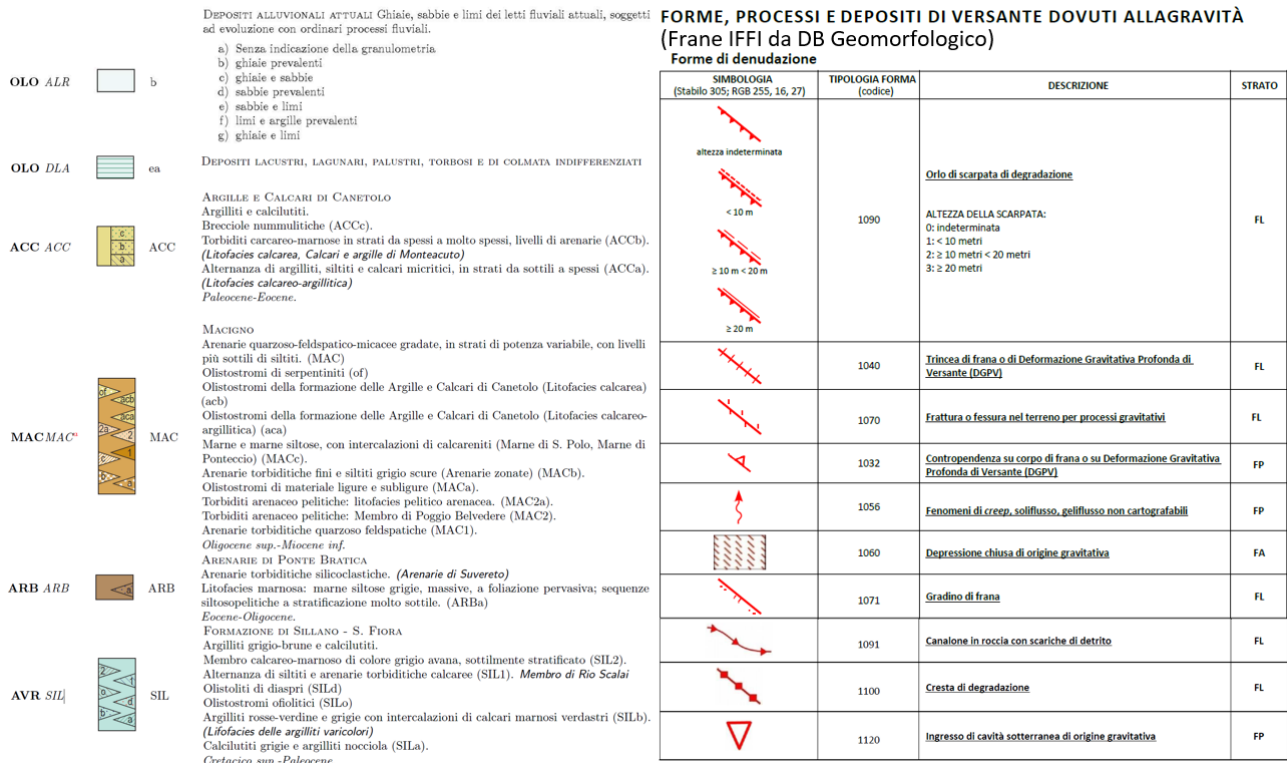 DEPOSITI ALLUVIONALI ATTUALI Ghiaie, sabbie e limi dei letti fluviali attuali, soggetti
ad evoluzione con ordinari processi fluviali.
a) Senza indicazione della granulometria
b) ghiaie prevalenti
c) ghiaie e sabbie
d) sabbie prevalenti
e) sabbie e limi
f) limi e argille prevalenti
g) ghiaie e limi
OLO ALR
b
DEPOSITI LACUSTRI, LAGUNARI, PALUSTRI, TORBOSI E DI COLMATA INDIFFERENZIATI
OLO DLA
ea
ARGILLE E CALCARI DI CANETOLO
Argilliti e calcilutiti.
Brecciole nummulitiche (ACCc).
Torbiditi carcareo-marnose in strati da spessi a molto spessi, livelli di arenarie (ACCb).
(Litofacies calcarea, Calcari e argille di Monteacuto)
Alternanza di argilliti, siltiti e calcari micritici, in strati da sottili a spessi (ACCa).
(Litofacies calcareo-argillitica)
Paleocene-Eocene.
ACC ACC
c
b
a
ACC
MACIGNO
Arenarie quarzoso-feldspatico-micacee gradate, in strati di potenza variabile, con livelli
più sottili di siltiti. (MAC)
Olistostromi di serpentiniti (of)
Olistostromi della formazione delle Argille e Calcari di Canetolo (Litofacies calcarea)
(acb)
Olistostromi della formazione delle Argille e Calcari di Canetolo (Litofacies calcareo-
argillitica) (aca)
Marne e marne siltose, con intercalazioni di calcareniti (Marne di S. Polo, Marne di
Ponteccio) (MACc).
Arenarie torbiditiche fini e siltiti grigio scure (Arenarie zonate) (MACb).
Olistostromi di materiale ligure e subligure (MACa).
Torbiditi arenaceo pelitiche: litofacies pelitico arenacea. (MAC2a).
Torbiditi arenaceo pelitiche: Membro di Poggio Belvedere (MAC2).
Arenarie torbiditiche quarzoso feldspatiche (MAC1).
Oligocene sup.-Miocene inf.
MAC MAC
of
acb
aca
2a
2
1
c
b
a
MAC
ARENARIE DI PONTE BRATICA
Arenarie torbiditiche silicoclastiche. (Arenarie di Suvereto)
Litofacies marnosa: marne siltose grigie, massive, a foliazione pervasiva; sequenze
siltosopelitiche a stratificazione molto sottile. (ARBa)
Eocene-Oligocene.
ARB ARB
a
ARB
FORMAZIONE DI SILLANO - S. FIORA
Argilliti grigio-brune e calcilutiti.
Membro calcareo-marnoso di colore grigio avana, sottilmente stratificato (SIL2).
Alternanza di siltiti e arenarie torbiditiche calcaree (SIL1). Membro di Rio Scalai
Olistoliti di diaspri (SILd)
Olistostromi ofiolitici (SILo)
Argilliti rosse-verdine e grigie con intercalazioni di calcari marnosi verdastri (SILb).
(Lifofacies delle argilliti varicolori)
Calcilutiti grigie e argilliti nocciola (SILa).
Cretacico sup.-Paleocene
AVR SIL
2
1
o
d
b
a
SIL
FORME, PROCESSI E DEPOSITI DI VERSANTE DOVUTI ALLAGRAVITÀ
(Frane IFFI da DB Geomorfologico)
Forme di denudazione
SIMBOLOGIA
(Stabilo 305; RGB 255, 16, 27)
TIPOLOGIA FORMA
(codice)
DESCRIZIONE
STRATO
altezza indeterminata
< 10 m
≥ 10 m < 20 m
≥ 20 m
1090
Orlo di scarpata di degradazione
ALTEZZA DELLA SCARPATA:
0: indeterminata
1: < 10 metri
2: ≥ 10 metri < 20 metri
3: ≥ 20 metri
FL
1040
Trincea di frana o di Deformazione Gravitativa Profonda di
Versante (DGPV)
FL
1070
Frattura o fessura nel terreno per processi gravitativi
FL
1032
Contropendenza su corpo di frana o su Deformazione Gravitativa
Profonda di Versante (DGPV)
FP
1056
Fenomeni di creep, soliflusso, geliflusso non cartografabili
FP
1060
Depressione chiusa di origine gravitativa
FA
1071
Gradino di frana
FL
1091
Canalone in roccia con scariche di detrito
FL
1100
Cresta di degradazione
FL
1120
Ingresso di cavità sotterranea di origine gravitativa
FP